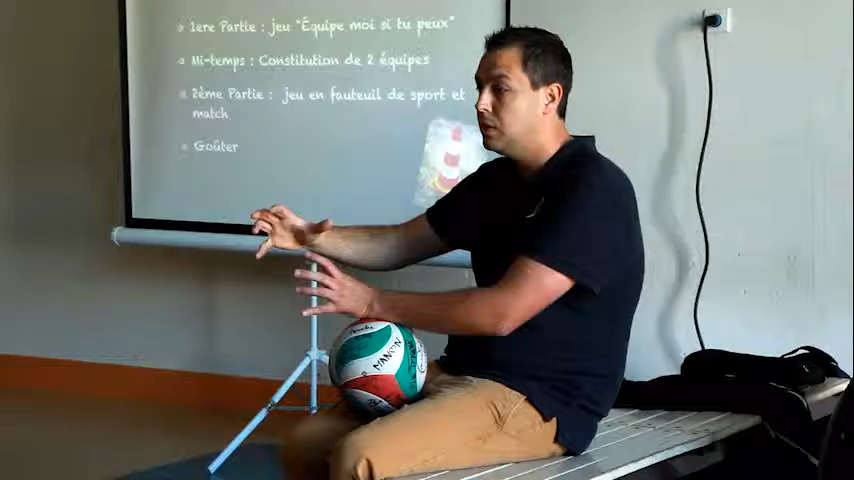 1ere Partie : jeu "Équipe moi si tu peux"
Mi-temps : Constitution de 2 équipes
2ème Partie : jeu en fauteuil de sport et
match
Goûter
MANON